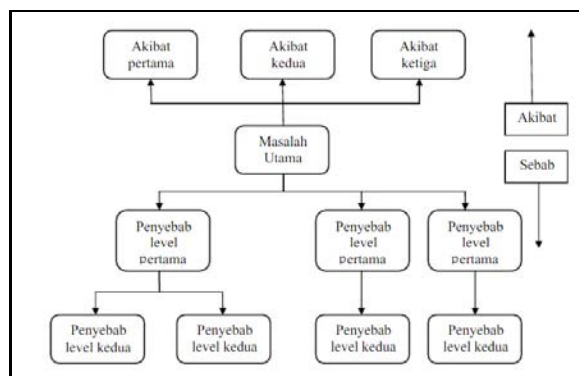 Akibat
pertama
Akibat
kedua
Akibat
ketiga
Akibat
Masalah
Utama
Sebab
Penyebab
level
pertama
Penyebab
level
pertama
Penyebab
level
pertama
Penyebab
level kedua
Penyebab
level kedua
Penyebab
level kedua
Penyebab
level kedua